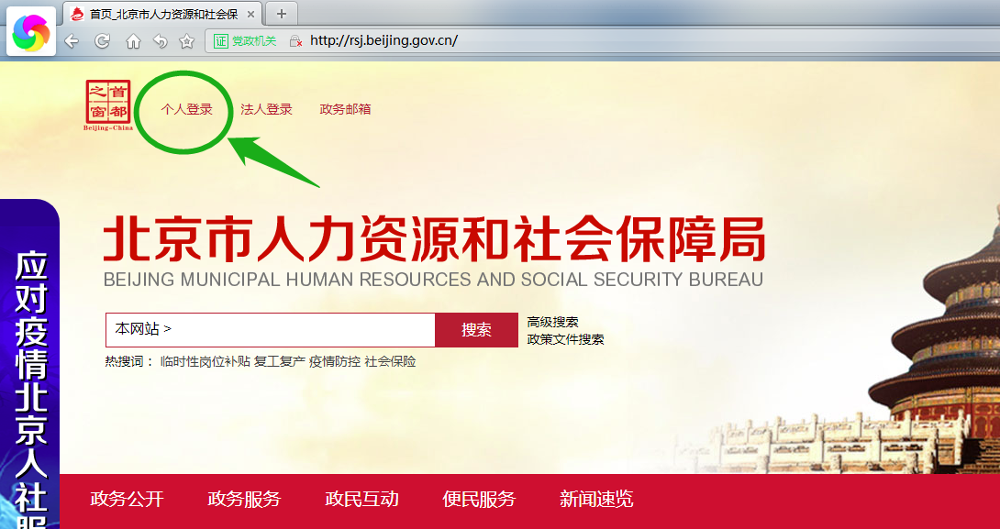 首页_北京市人力资源和社会保
证 党政机关
http://rsj.beijing.gov.cn/
首都之窗
Beijing-China
个人登录 法人登录 政务邮箱
北京市人力资源和社会保障局
BEIJING MUNICIPAL HUMAN RESOURCES AND SOCIAL SECURITY BUREAU
本网站 >
搜索
高级搜索
政策文件搜索
热搜词： 临时性岗位补贴 复工复产 疫情防控 社会保险
应对疫情北京人社服
政务公开 政务服务 政民互动 便民服务 新闻速览